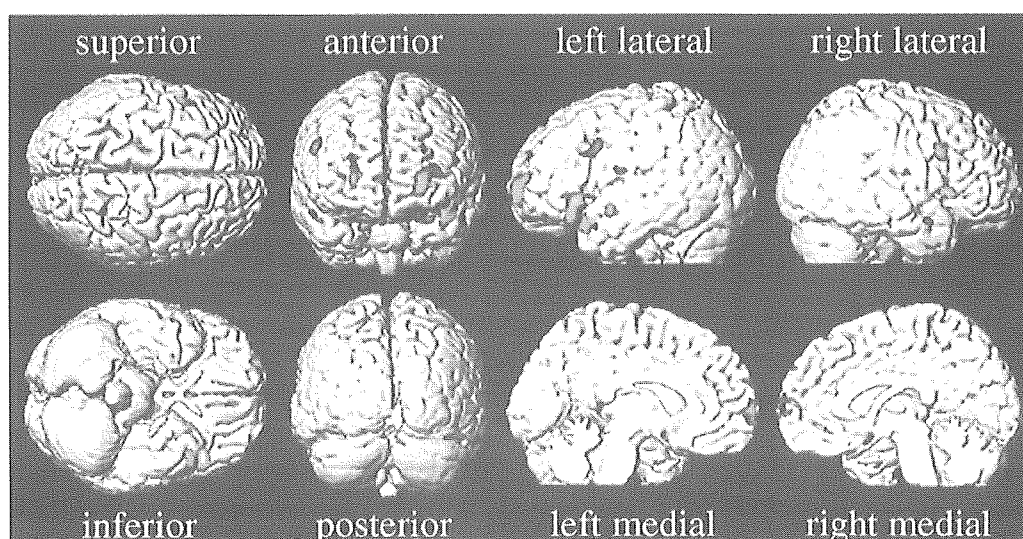 superior anterior left lateral right lateral
inferior posterior left medial right medial